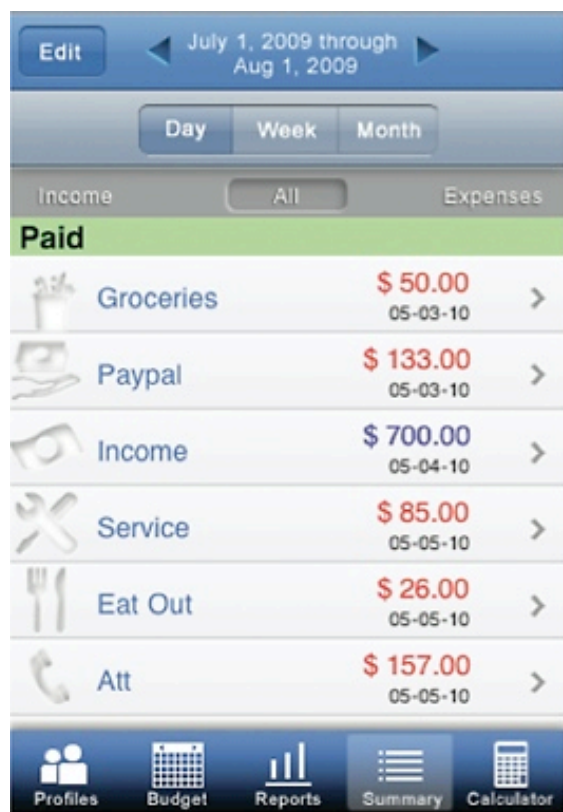 Edit
July 1, 2009 through
Aug 1, 2009
Day Week Month
Income All Expenses
Paid
Groceries $ 50.00
05-03-10
Paypal $ 133.00
05-03-10
Income $ 700.00
05-04-10
Service $ 85.00
05-05-10
Eat Out $ 26.00
05-05-10
Att $ 157.00
05-05-10
Profiles Budget Reports Summary Calculator